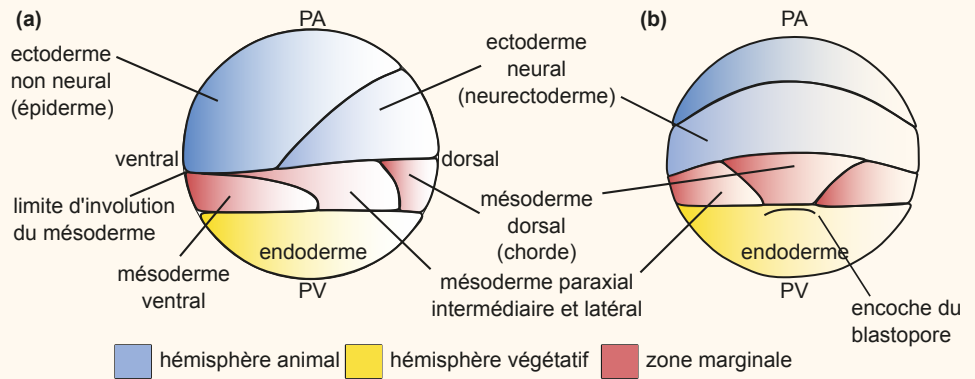 (a)
PA
ectoderme
non neural
(épiderme)
ectoderme
neural
(neurectoderme)
(b)
PA
ventral
dorsal
limite d'involution
du mésoderme
mésoderme
ventral
endoderme
PV
mésoderme
dorsal
(chorde)
mésoderme paraxial
intermédiaire et latéral
endoderme
PV
encoche du
blastopore
hémisphère animal
hémisphère végétatif
zone marginale